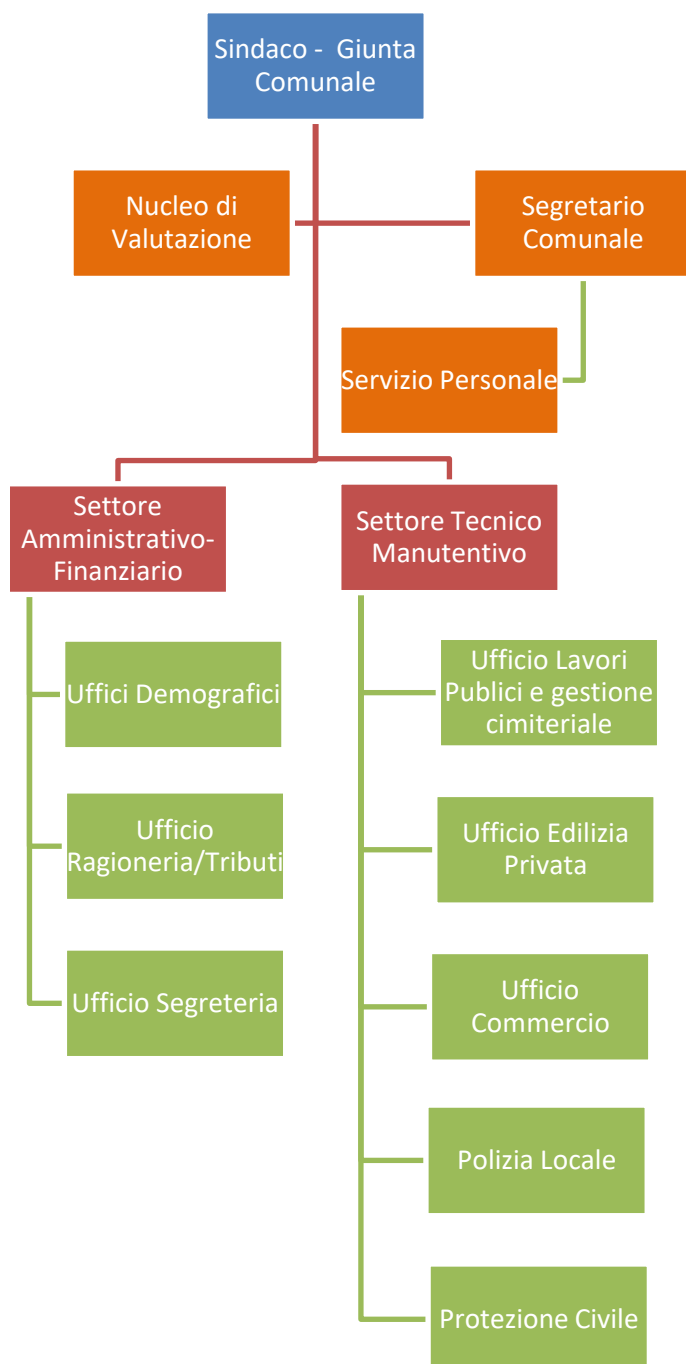 Sindaco - Giunta
Comunale
Nucleo di
Valutazione
Segretario
Comunale
Servizio Personale
Settore
Amministrativo-
Finanziario
Settore Tecnico
Manutentivo
Uffici Demografici
Ufficio
Ragioneria/Tributi
Ufficio Segreteria
Ufficio Lavori
Publici e gestione
cimiteriale
Ufficio Edilizia
Privata
Ufficio
Commercio
Polizia Locale
Protezione Civile